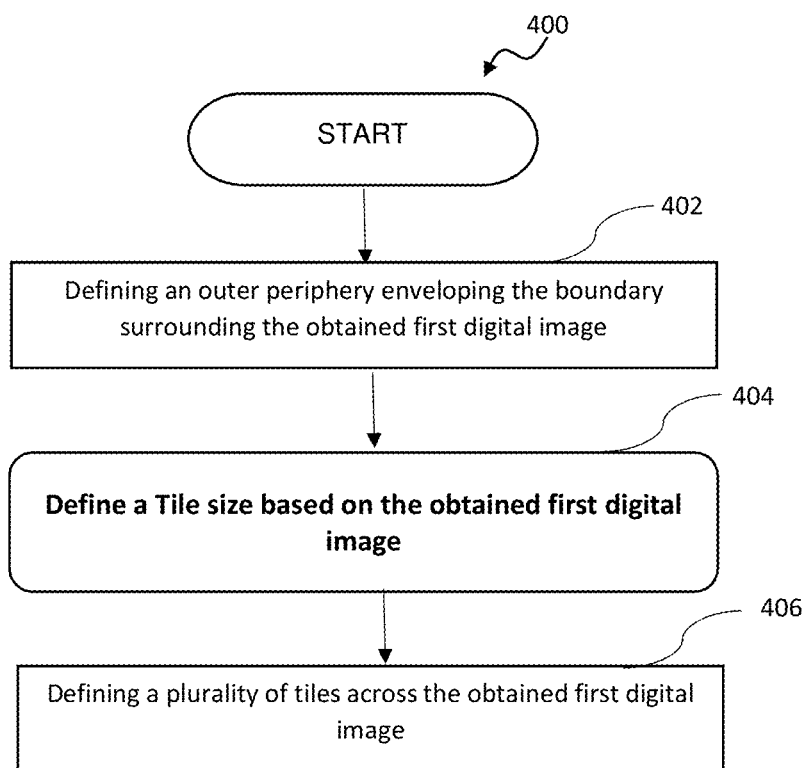 400
START
402
Defining an outer periphery enveloping the boundary
surrounding the obtained first digital image
404
Define a Tile size based on the obtained first digital
image
406
Defining a plurality of tiles across the obtained first digital
image